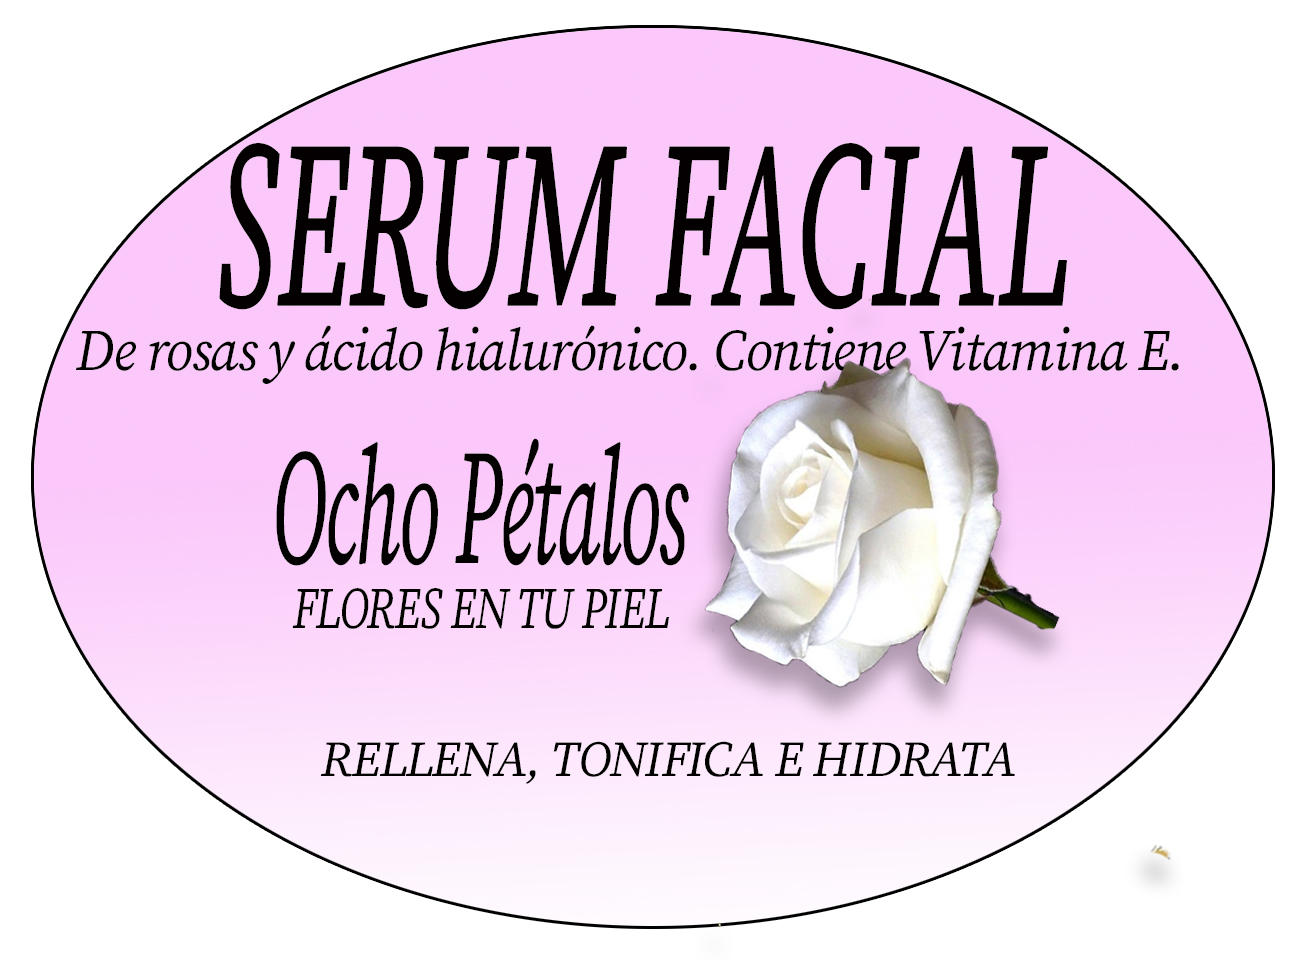 SERUM FACIAL
De rosas y ácido hialurónico. Contiene Vitamina E.
Ocho Pétalos
FLORES EN TU PIEL
RELLENA, TONIFICA E HIDRATA